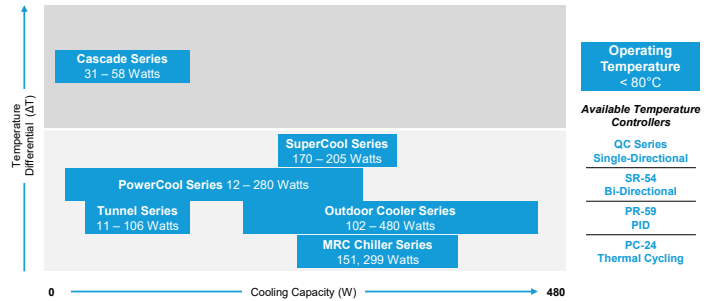 Temperature
Differential (ΔT)
Cascade Series
31 – 58 Watts
SuperCool Series
170 – 205 Watts
PowerCool Series 12 – 280 Watts
Tunnel Series
11 – 106 Watts
Outdoor Cooler Series
102 – 480 Watts
MRC Chiller Series
151, 299 Watts
0
Cooling Capacity (W)
480
Operating
Temperature
< 80°C
Available Temperature
Controllers
QC Series
Single-Directional
SR-54
Bi-Directional
PR-59
PID
PC-24
Thermal Cycling